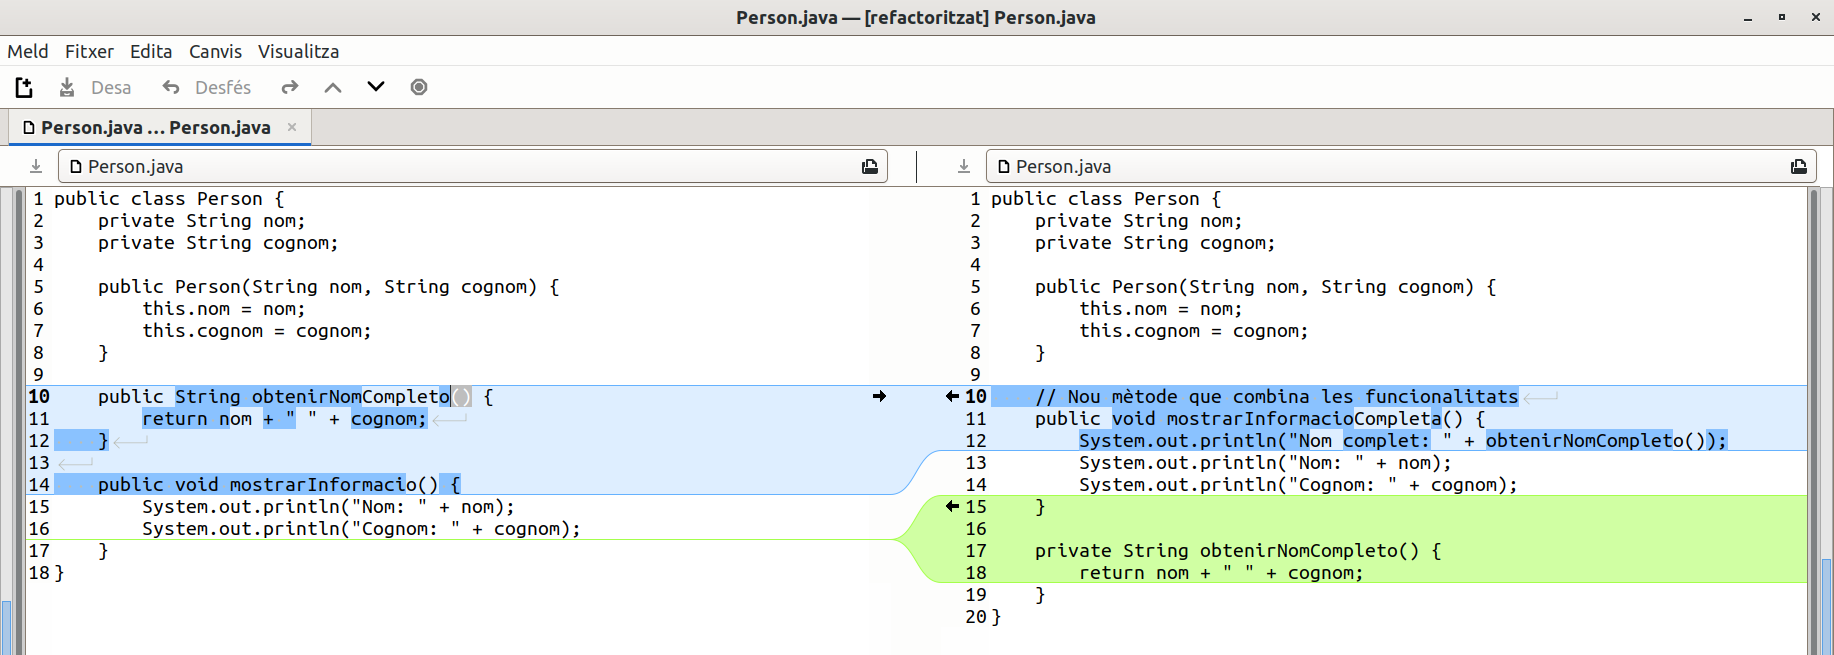 Person.java — [refactoritzat] Person.java
Meld Fitxer Edita Canvis Visualitza
Desa Desfés
Person.java ... Person.java ×
Person.java
1 public class Person {
2     private String nom;
3     private String cognom;
4
5     public Person(String nom, String cognom) {
6         this.nom = nom;
7         this.cognom = cognom;
8     }
9
10     public String obtenirNomCompleto() {
11         return nom + " " + cognom;
12     }
13
14     public void mostrarInformacio() {
15         System.out.println("Nom: " + nom);
16         System.out.println("Cognom: " + cognom);
17     }
18 }
Person.java
1 public class Person {
2     private String nom;
3     private String cognom;
4
5     public Person(String nom, String cognom) {
6         this.nom = nom;
7         this.cognom = cognom;
8     }
9
10     // Nou mètode que combina les funcionalitats
11     public void mostrarInformacioCompleta() {
12         System.out.println("Nom complet: " + obtenirNomCompleto());
13         System.out.println("Nom: " + nom);
14         System.out.println("Cognom: " + cognom);
15     }
16
17     private String obtenirNomCompleto() {
18         return nom + " " + cognom;
19     }
20 }